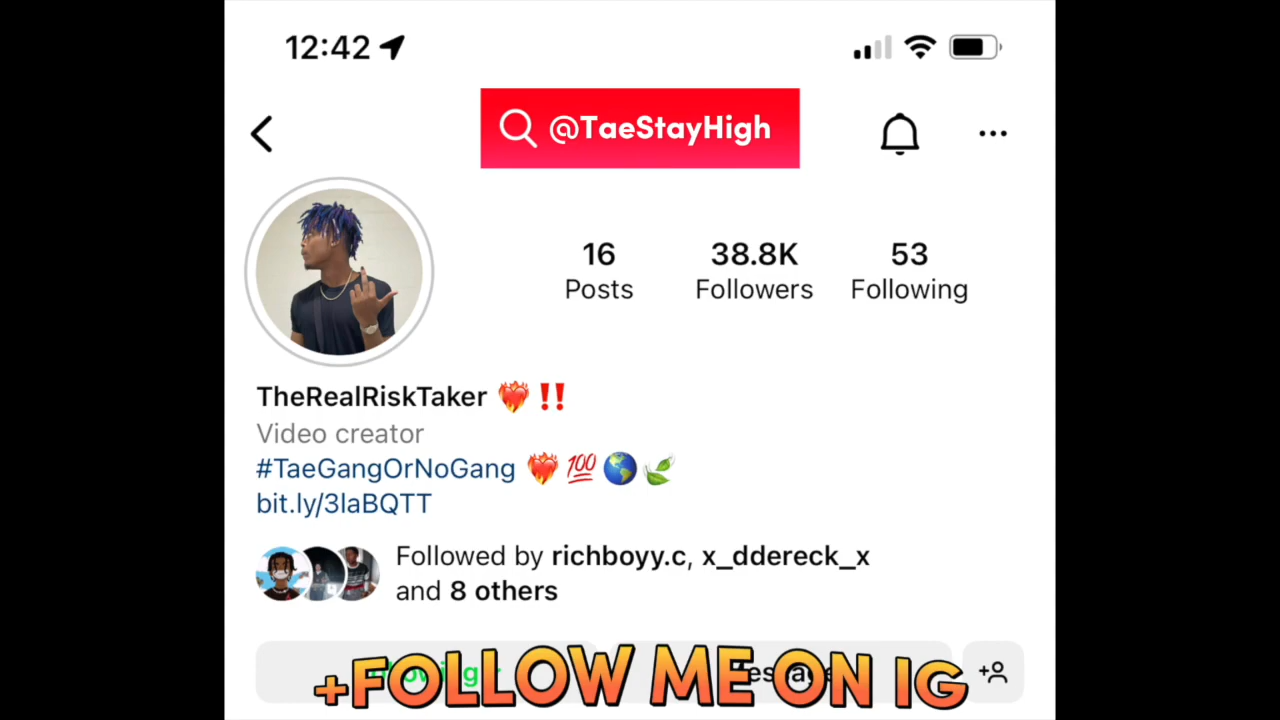 12:42
@TaeStayHigh
16 38.8K 53
Posts Followers Following
TheRealRiskTaker ❤️‍🔥 ‼️
Video creator
#TaeGangOrNoGang ❤️‍🔥 💯 🌎 🍃
bit.ly/3laBQTT
Followed by richboyy.c, x_ddereck_x
and 8 others
+FOLLOW ME ON IG